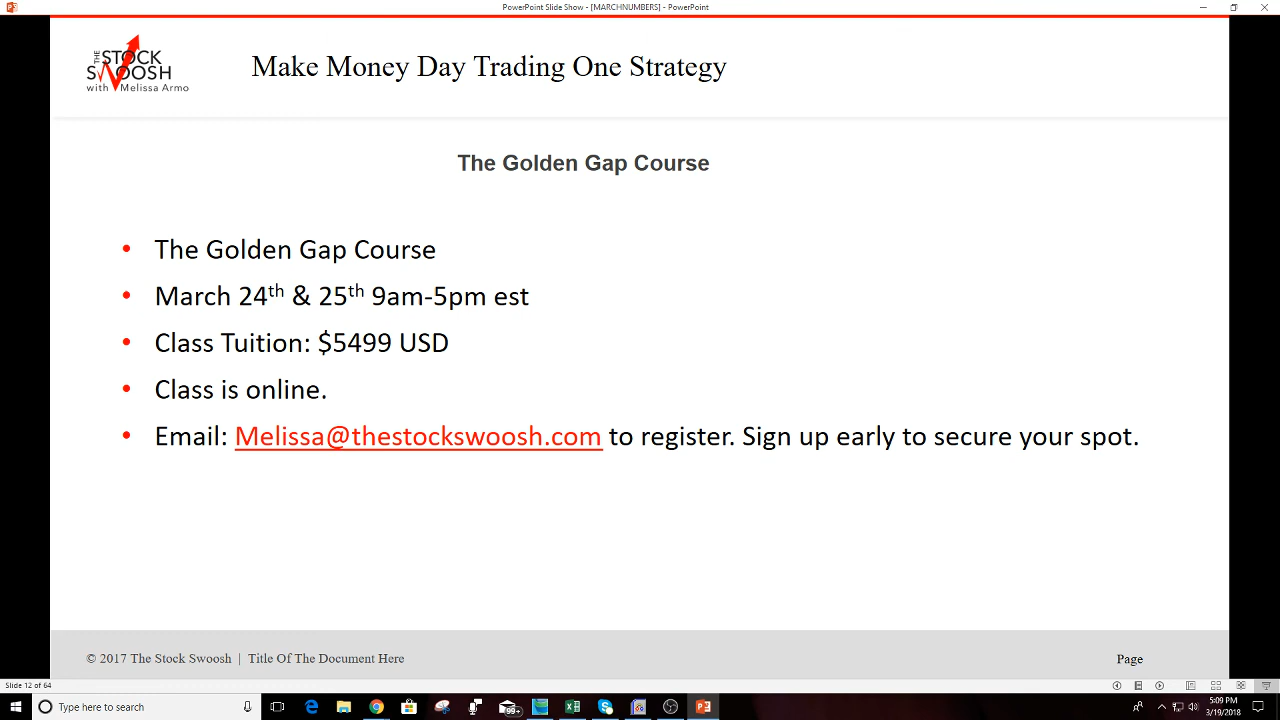 PowerPoint Slide Show - [MARCHNUMBERS] - PowerPoint
THE STOCK
SWOOSH
with Melissa Armo
Make Money Day Trading One Strategy
The Golden Gap Course
• The Golden Gap Course
• March 24th & 25th 9am-5pm est
• Class Tuition: $5499 USD
• Class is online.
• Email: Melissa@thestockswoosh.com to register. Sign up early to secure your spot.
© 2017 The Stock Swoosh | Title Of The Document Here
Page
Slide 12 of 64
Type here to search
99+
5:09 PM
3/19/2018